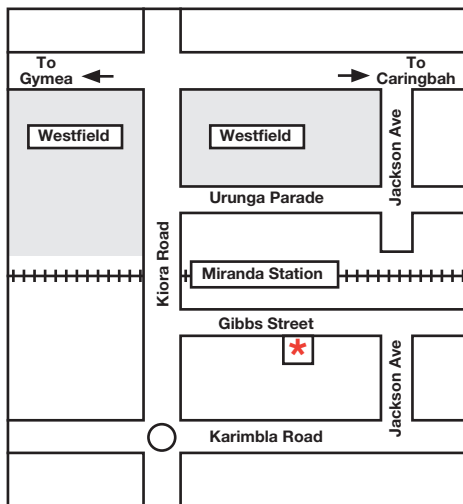 To
Gymea
To
Caringbah
Westfield
Westfield
Jackson Ave
Urunga Parade
Kiora Road
Miranda Station
Gibbs Street
*
Jackson Ave
Karimbla Road